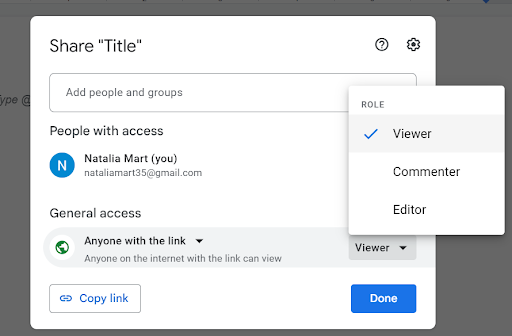 Share "Title"
Type @
Add people and groups
ROLE
Viewer
Commenter
Editor
People with access
N
Natalia Mart (you)
nataliamart35@gmail.com
General access
Anyone with the link
Anyone on the internet with the link can view
Viewer
Copy link
Done